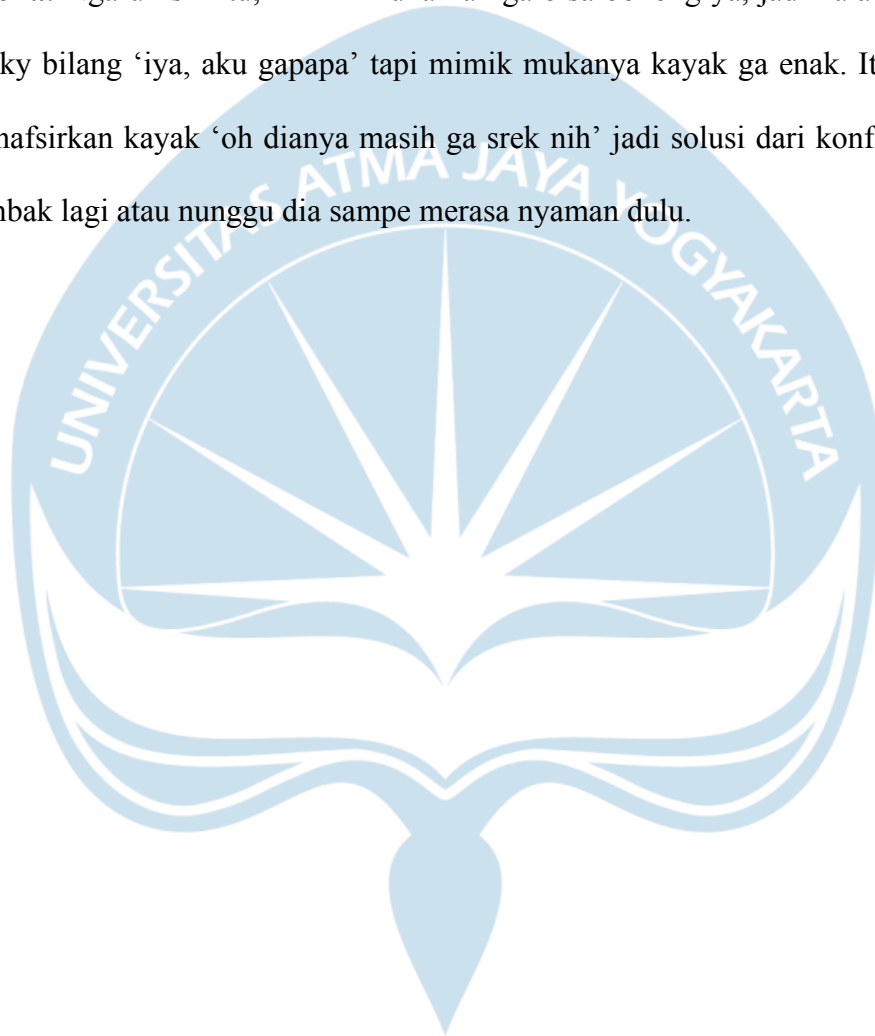 ky bilang ‘iya, aku gapapa’ tapi mimik mukanya kayak ga enak. It
nafsirkan kayak ‘oh dianya masih ga srek nih’ jadi solusi dari konf
nbak lagi atau nunggu dia sampe merasa nyaman dulu.
UNIVERSITAS ATMA JAYA YOGYAKARTA